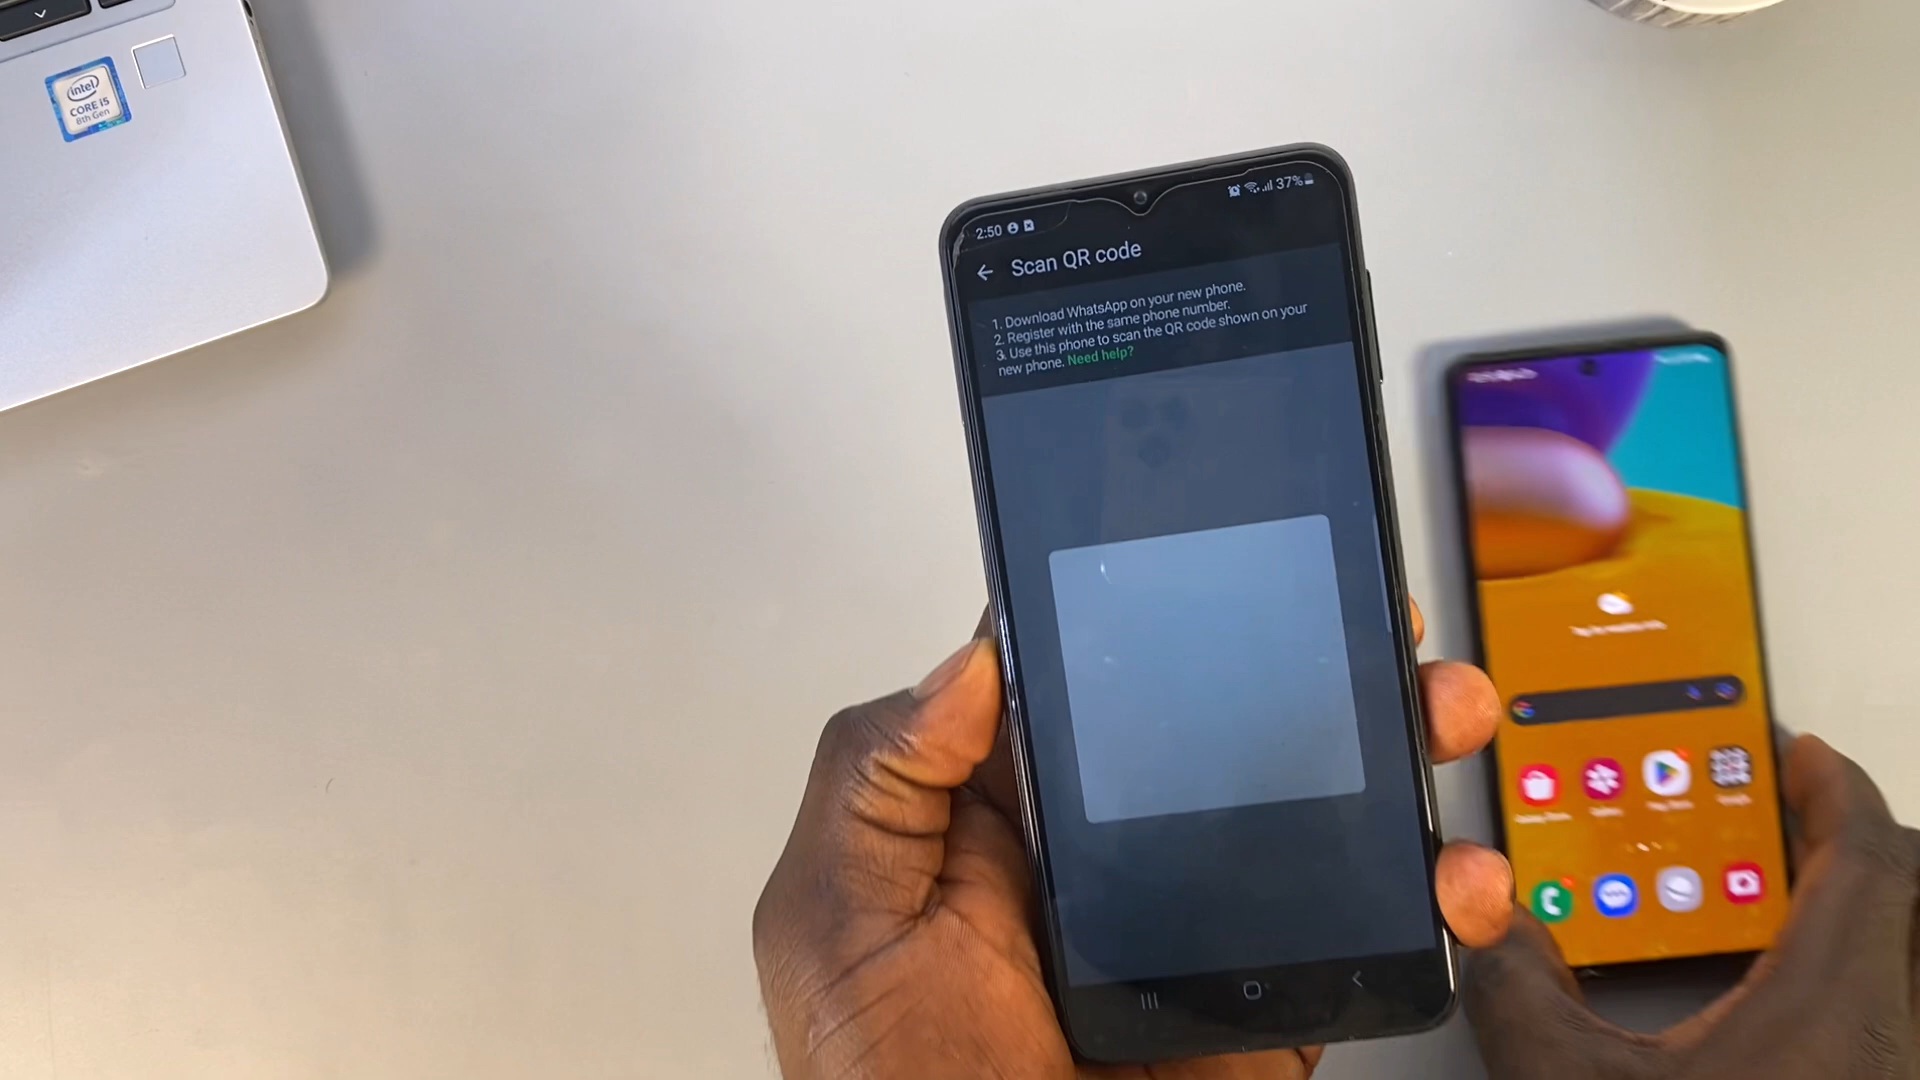 intel
CORE i5
8th Gen
2:50
37%
Scan QR code
1. Download WhatsApp on your new phone.
2. Register with the same phone number.
3. Use this phone to scan the QR code shown on your
new phone. Need help?